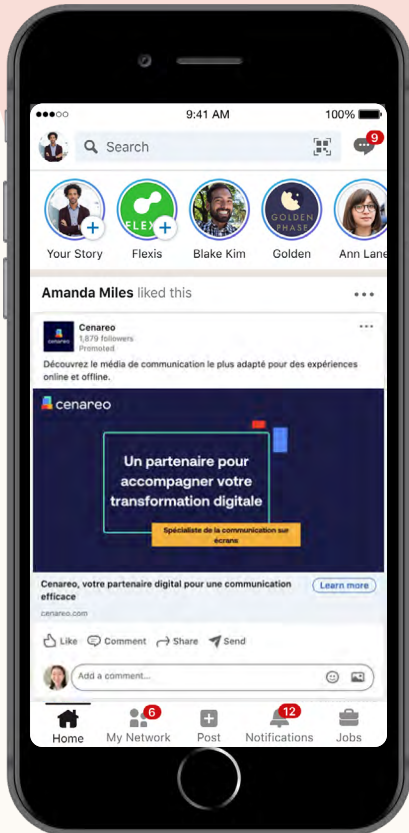 9:41 AM
100%
Search
9
FLEX
GOLDEN
PHASE
Your Story
Flexis
Blake Kim
Golden
Ann Lane
Amanda Miles liked this
cenareo
Cenareo
1,879 followers
Promoted
Découvrez le média de communication le plus adapté pour des expériences
online et offline.
cenareo
Un partenaire pour
accompagner votre
transformation digitale
Spécialiste de la communication sur
écrans
Cenareo, votre partenaire digital pour une communication
efficace
Learn more
cenareo.com
Like
Comment
Share
Send
Add a comment...
6
12
Home
My Network
Post
Notifications
Jobs